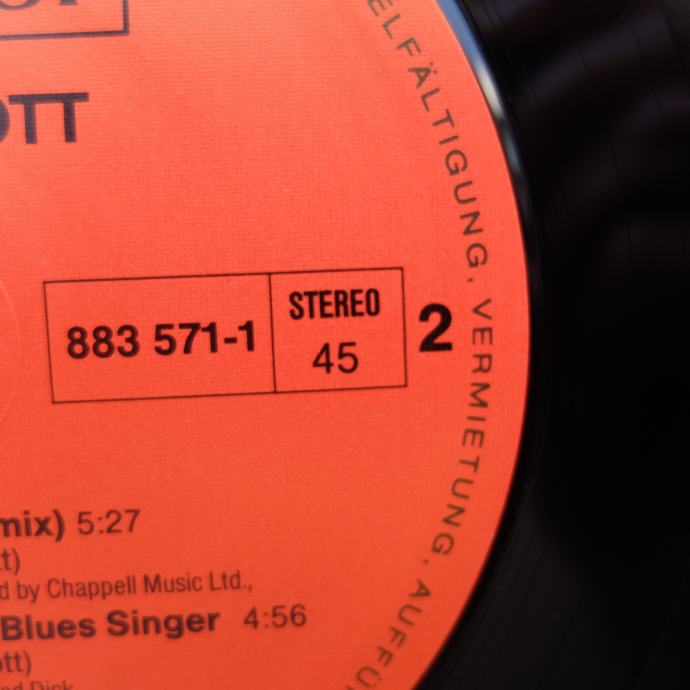 OTT
883 571-1
STEREO
45
2
mix) 5:27
tt)
d by Chappell Music Ltd.,
Blues Singer 4:56
ott)
ELFÄLTIGUNG, VERMIETUNG, AUFFÜ